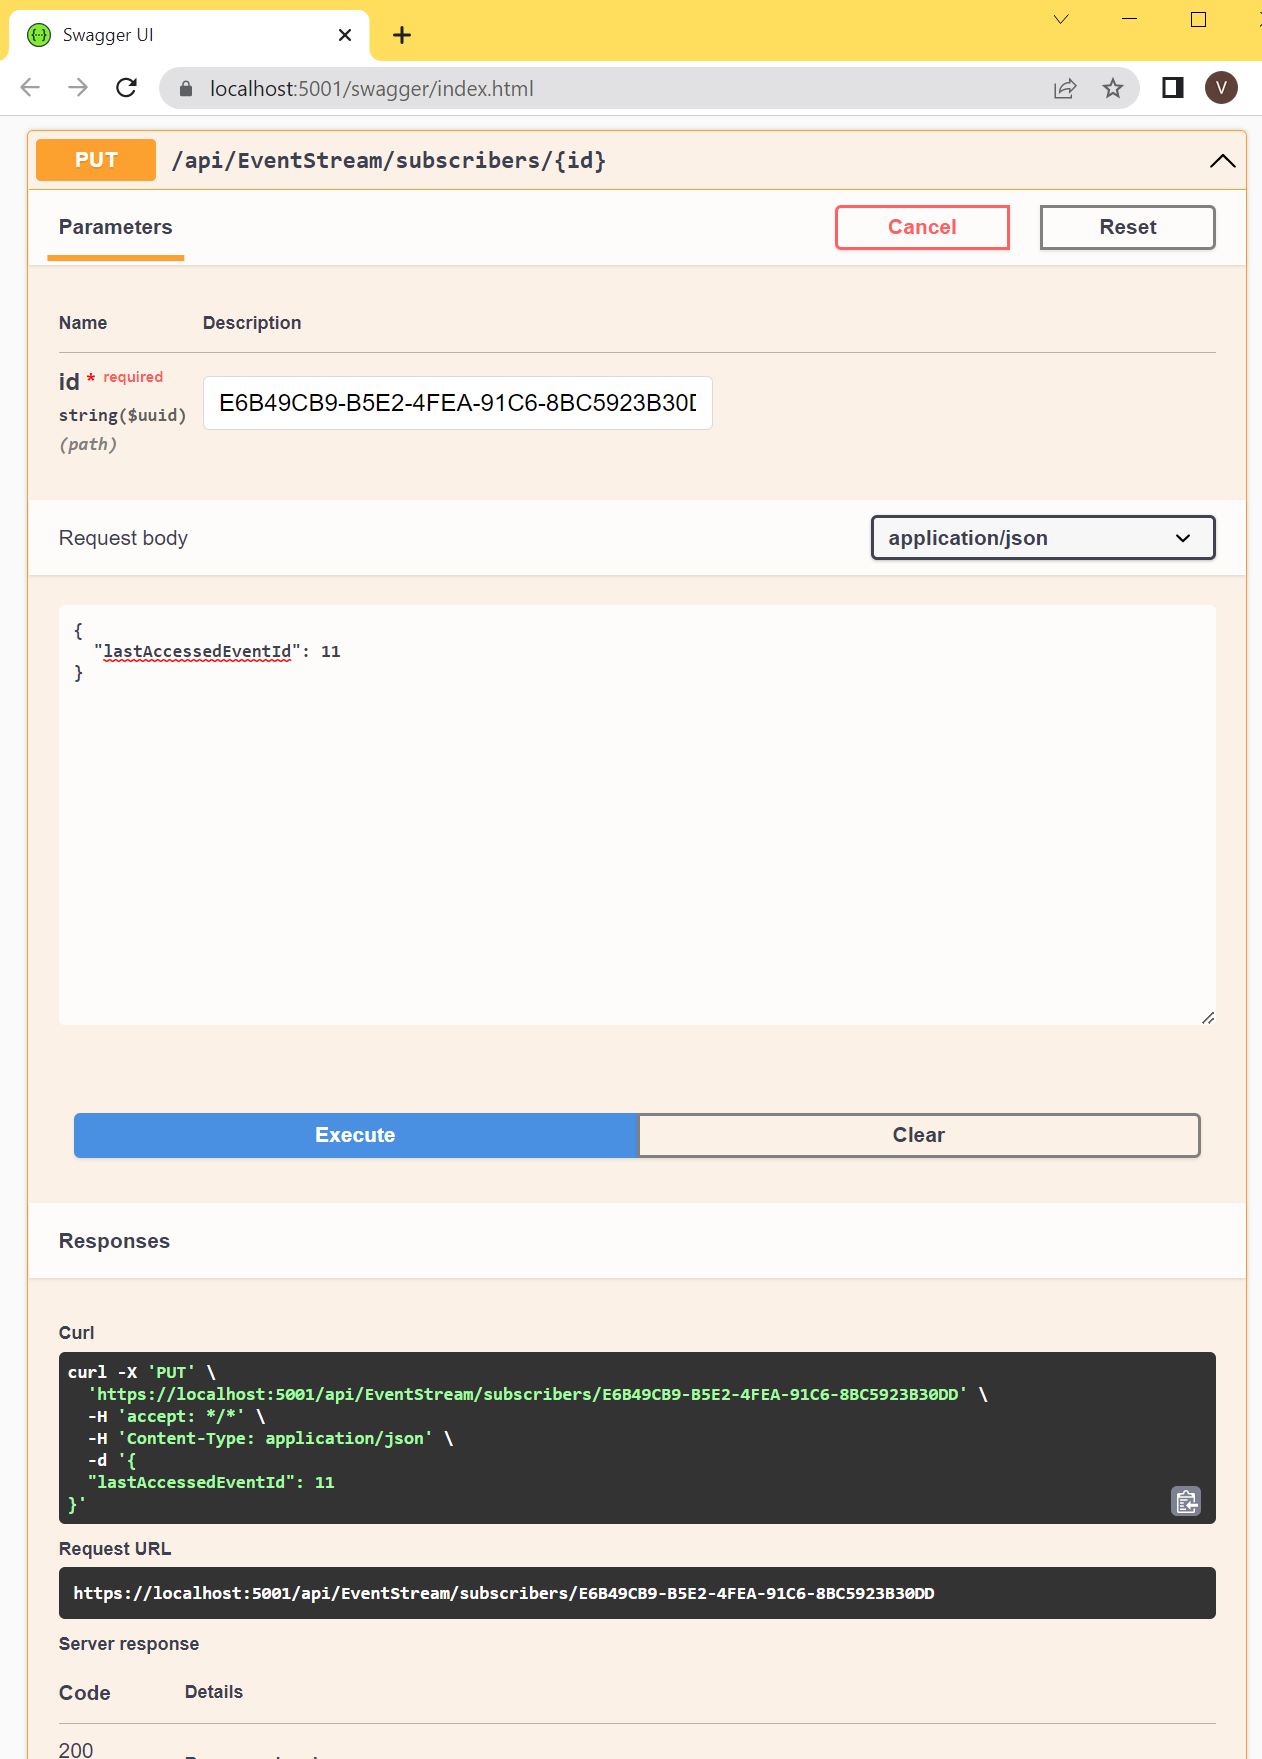 Swagger UI
localhost:5001/swagger/index.html
V
PUT /api/EventStream/subscribers/{id}
Parameters
Cancel
Reset
Name Description
id * required
E6B49CB9-B5E2-4FEA-91C6-8BC5923B30D
string($uuid)
(path)
Request body
application/json
{
"lastAccessedEventId": 11
}
Execute
Clear
Responses
Curl
curl -X 'PUT' \
'https://localhost:5001/api/EventStream/subscribers/E6B49CB9-B5E2-4FEA-91C6-8BC5923B30DD' \
-H 'accept: */*' \
-H 'Content-Type: application/json' \
-d '{
"lastAccessedEventId": 11
}'
Request URL
https://localhost:5001/api/EventStream/subscribers/E6B49CB9-B5E2-4FEA-91C6-8BC5923B30DD
Server response
Code Details
200